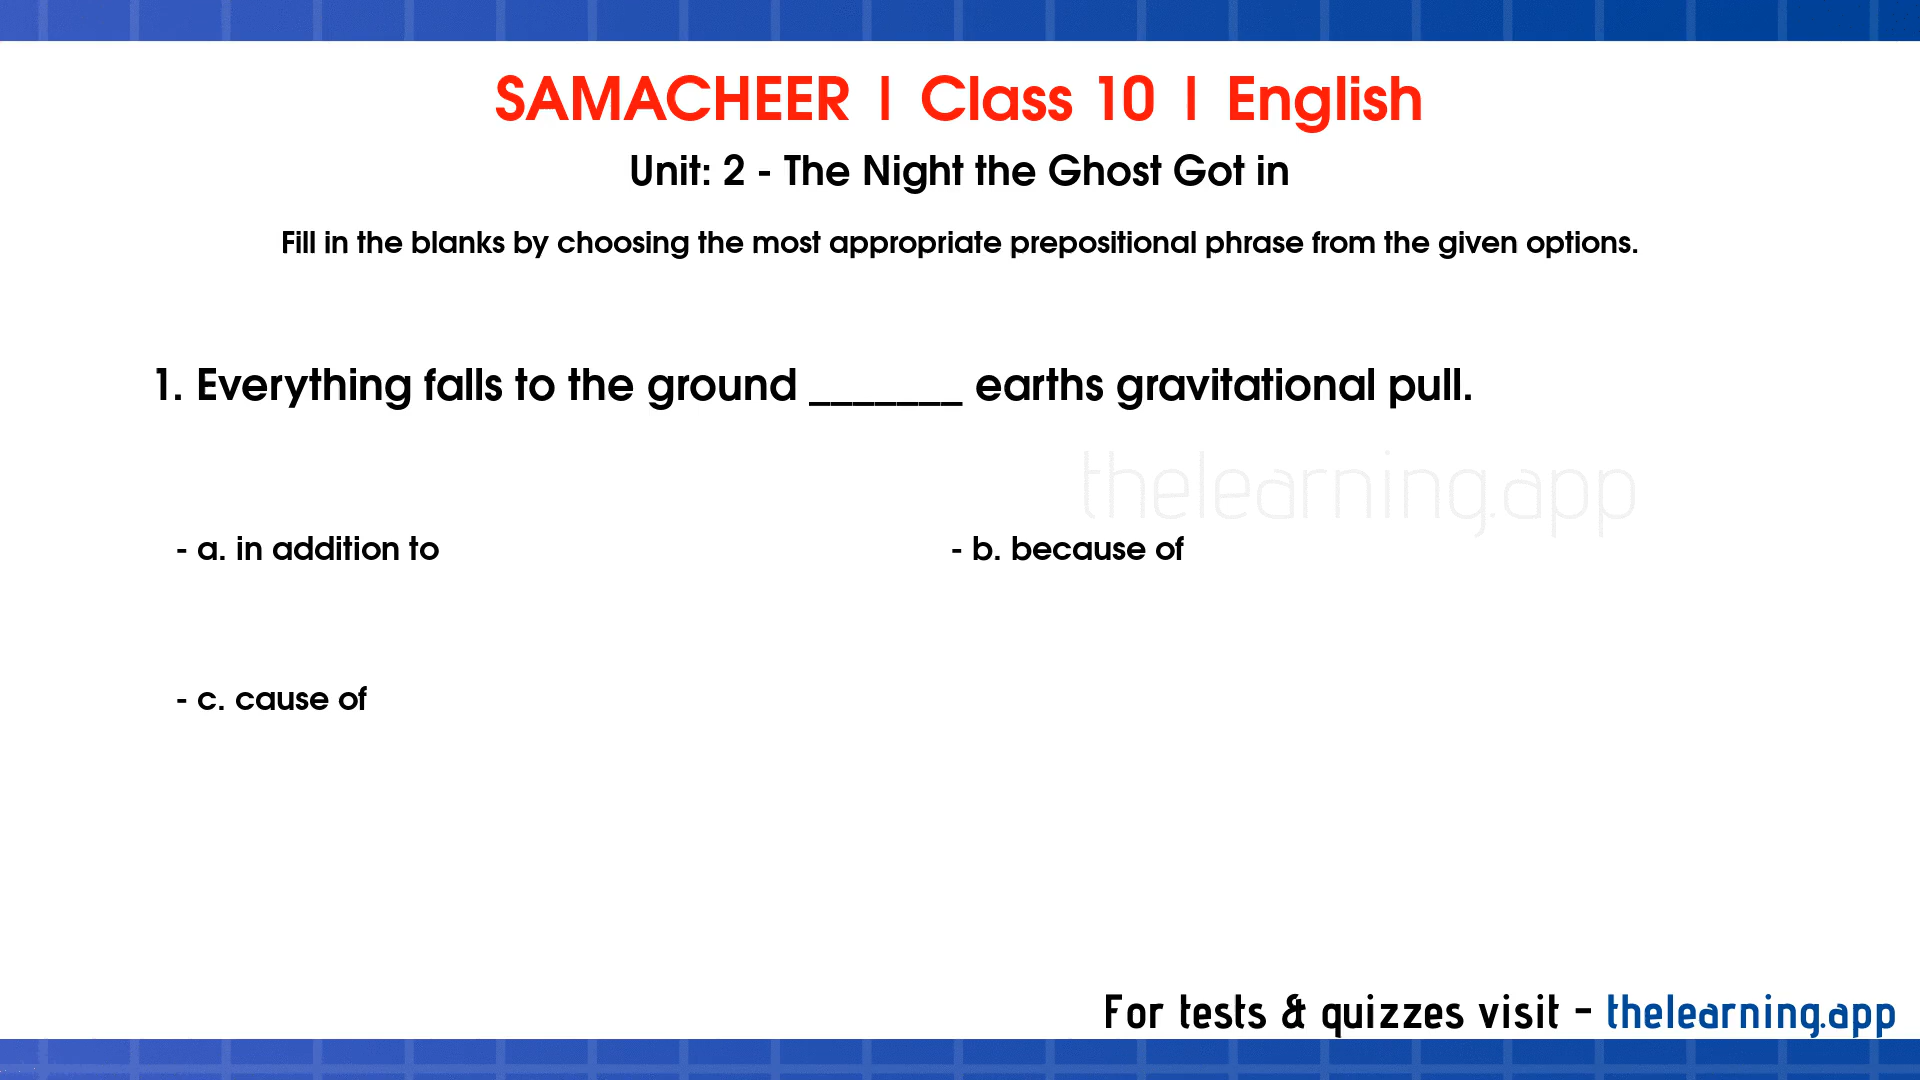 SAMACHEER | Class 10 | English
Unit: 2 - The Night the Ghost Got in
Fill in the blanks by choosing the most appropriate prepositional phrase from the given options.
1. Everything falls to the ground _______ earths gravitational pull.
thelearning.app
- a. in addition to
- b. because of
- c. cause of
For tests & quizzes visit - thelearning.app